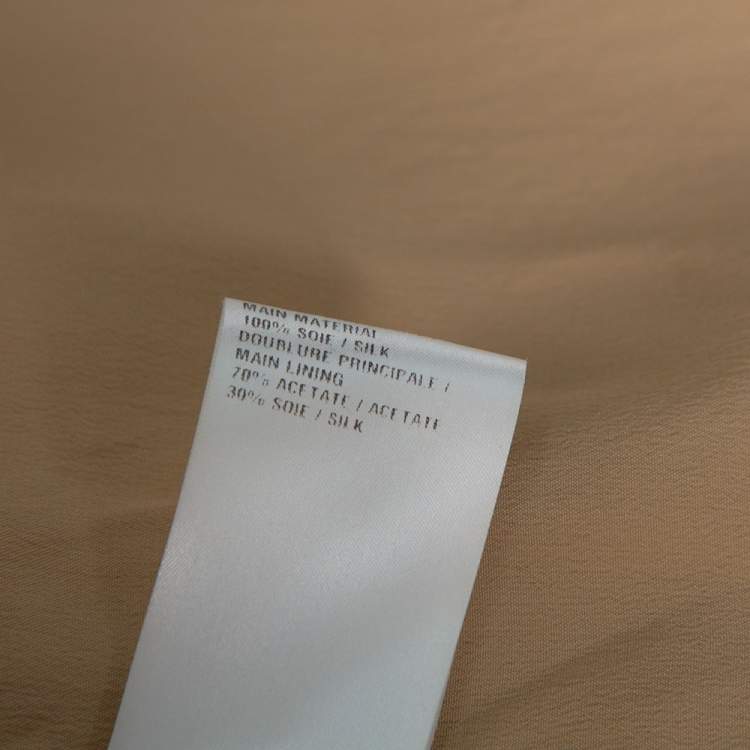 MAIN MATERIAL
100% SOIE / SILK
DOUBLURE PRINCIPALE /
MAIN LINING
70% ACETATE / ACETATE
30% SOIE / SILK